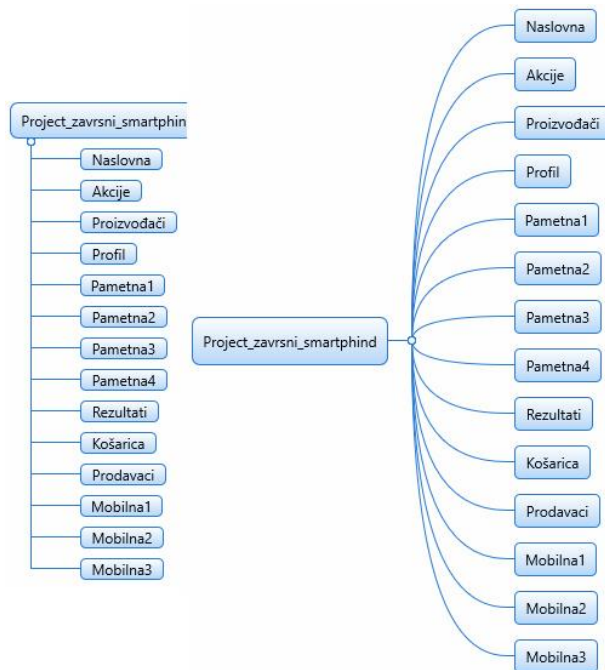 Project_zavrsni_smartphin
Naslovna
Akcije
Proizvođači
Profil
Pametna1
Pametna2
Pametna3
Pametna4
Rezultati
Košarica
Prodavaci
Mobilna1
Mobilna2
Mobilna3
Project_zavrsni_smartphind
Naslovna
Akcije
Proizvođači
Profil
Pametna1
Pametna2
Pametna3
Pametna4
Rezultati
Košarica
Prodavaci
Mobilna1
Mobilna2
Mobilna3